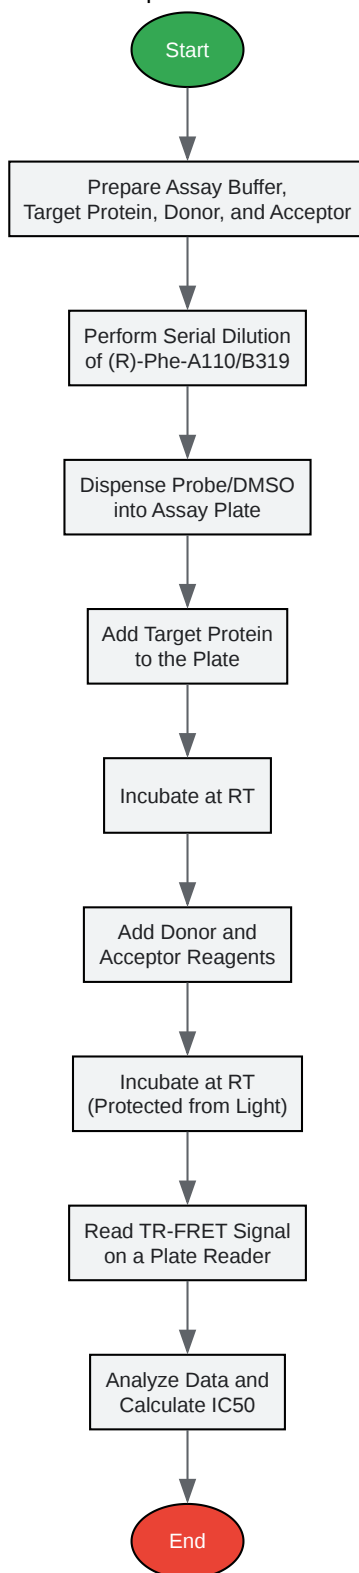 Start
Prepare Assay Buffer,
Target Protein, Donor, and Acceptor
Perform Serial Dilution
of (R)-Phe-A110/B319
Dispense Probe/DMSO
into Assay Plate
Add Target Protein
to the Plate
Incubate at RT
Add Donor and
Acceptor Reagents
Incubate at RT
(Protected from Light)
Read TR-FRET Signal
on a Plate Reader
Analyze Data and
Calculate IC50
End